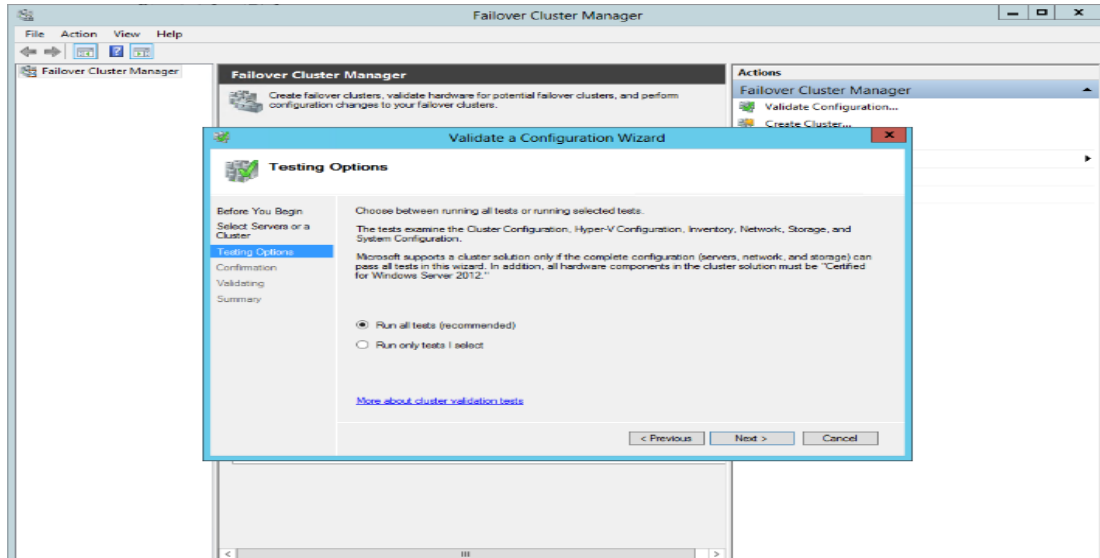 Failover Cluster Manager
File Action View Help
Failover Cluster Manager
Failover Cluster Manager
Create failover clusters, validate hardware for potential failover clusters, and perform
configuration changes to your failover clusters.
Actions
Failover Cluster Manager
Validate Configuration...
Create Cluster...
Validate a Configuration Wizard
Testing Options
Before You Begin
Select Servers or a
Cluster
Testing Options
Confirmation
Validating
Summary
Choose between running all tests or running selected tests.
The tests examine the Cluster Configuration, Hyper-V Configuration, Inventory, Network, Storage, and
System Configuration.
Microsoft supports a cluster solution only if the complete configuration (servers, network, and storage) can
pass all tests in this wizard. In addition, all hardware components in the cluster solution must be "Certified
for Windows Server 2012."
Run all tests (recommended)
Run only tests I select
More about cluster validation tests
< Previous
Next >
Cancel